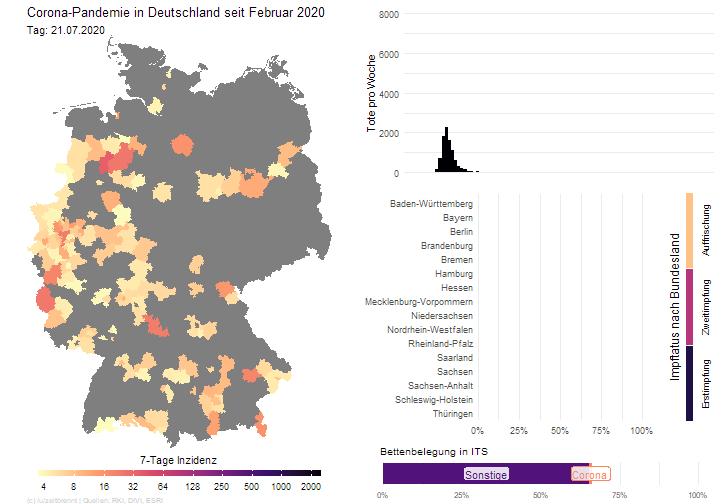 Corona-Pandemie in Deutschland seit Februar 2020
Tag: 21.07.2020
7-Tage Inzidenz
4 8 16 32 64 128 251 500 1000 2000
(c) /u/zeitbrennt | Quellen: RKI, DIVI, ESRI
Tote pro Woche
8000
6000
4000
2000
0
Baden-Württemberg
Bayern
Berlin
Brandenburg
Bremen
Hamburg
Hessen
Mecklenburg-Vorpommern
Niedersachsen
Nordrhein-Westfalen
Rheinland-Pfalz
Saarland
Sachsen
Sachsen-Anhalt
Schleswig-Holstein
Thüringen
0% 25% 50% 75% 100%
Impfstatus nach Bundesland
Auffrischung
Zweitimpfung
Erstimpfung
Bettenbelegung in ITS
Sonstige
Corona
0% 25% 50% 75% 100%